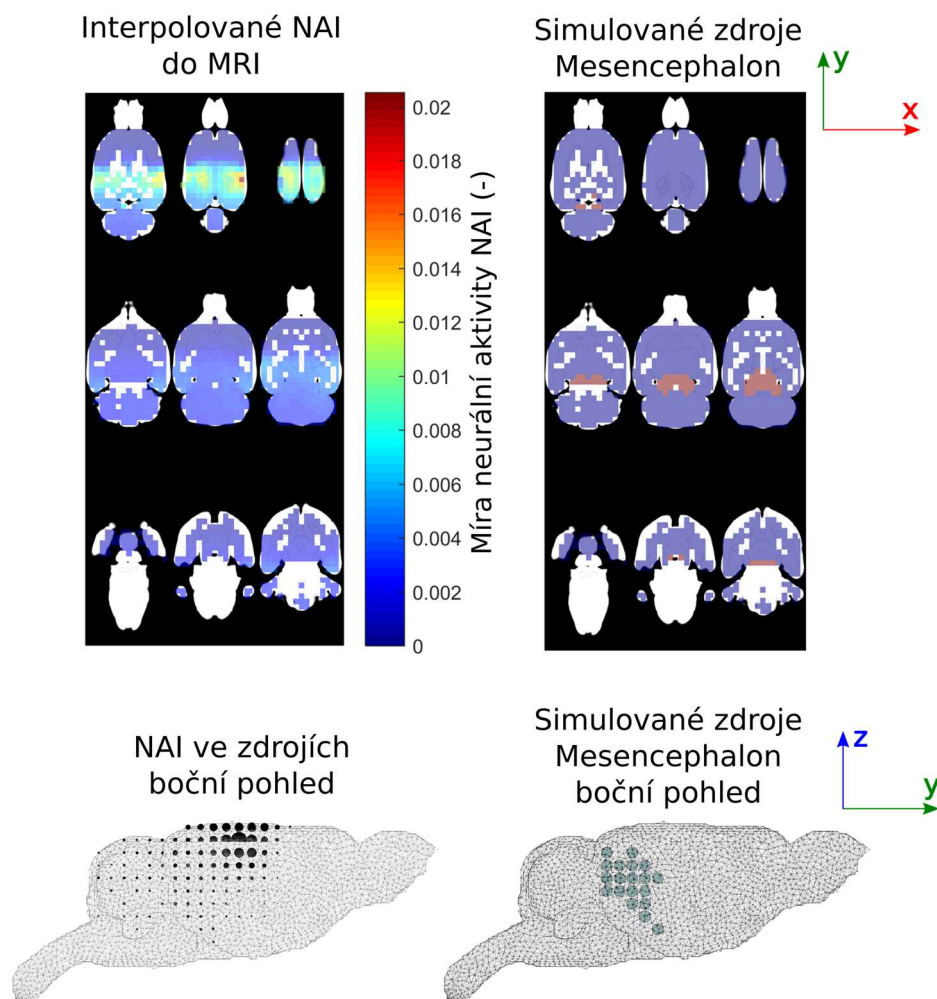 Interpolované NAI
do MRI
Simulované zdroje
Mesencephalon
y
x
0.02
0.018
0.016
0.014
0.012
0.01
0.008
0.006
0.004
0.002
0
Míra neurální aktivity NAI (-)
NAI ve zdrojích
boční pohled
Simulované zdroje
Mesencephalon
boční pohled
z
y